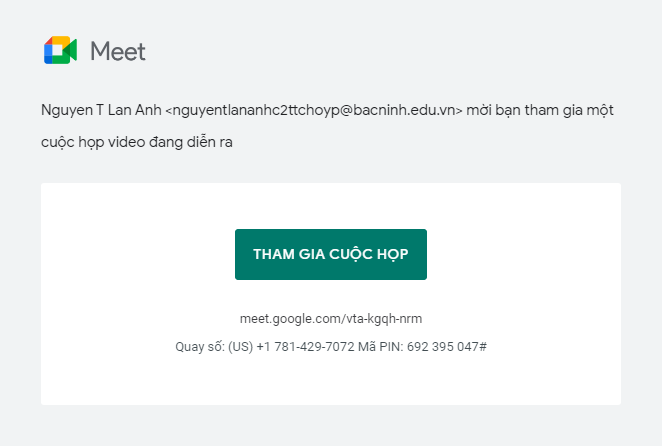 Meet
Nguyen T Lan Anh <nguyentlananhc2ttchoyp@bacninh.edu.vn> mời bạn tham gia một
cuộc họp video đang diễn ra
THAM GIA CUỘC HỌP
meet.google.com/vta-kgqh-nrm
Quay số: (US) +1 781-429-7072 Mã PIN: 692 395 047#